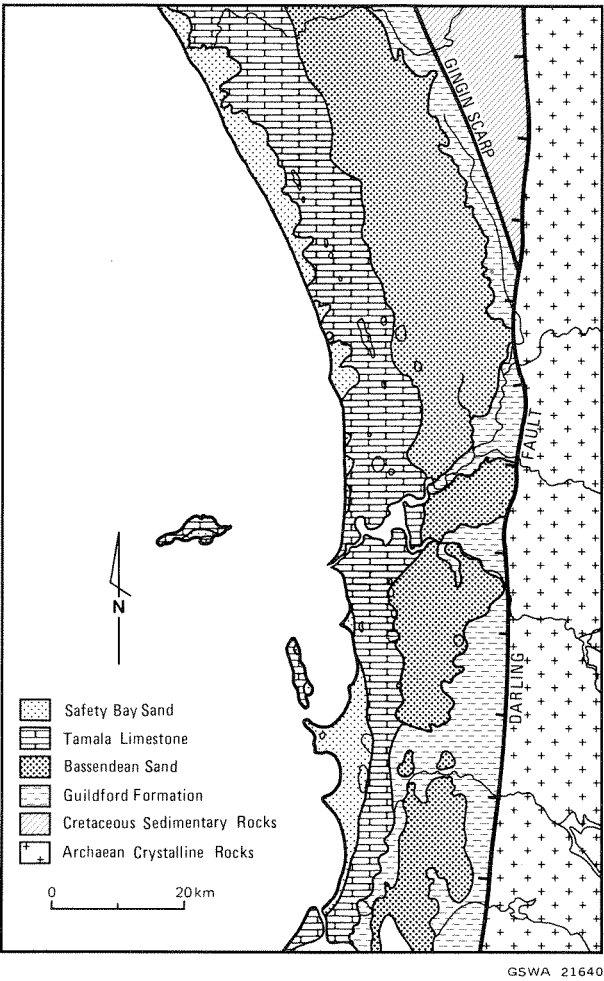 GINGIN SCARP
FAULT
DARLING
N
Safety Bay Sand
Tamala Limestone
Bassendean Sand
Guildford Formation
Cretaceous Sedimentary Rocks
Archaean Crystalline Rocks
0 20 km
GSWA 21640